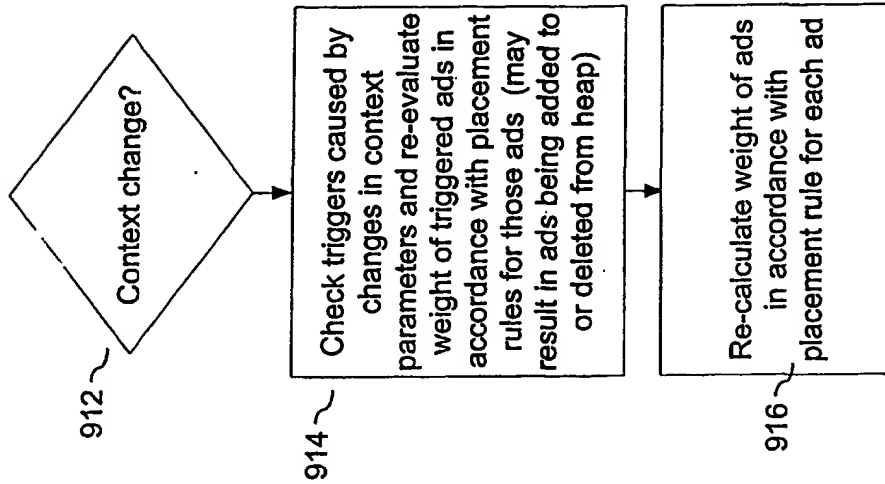 912
Context change?
914
Check triggers caused by
changes in context
parameters and re-evaluate
weight of triggered ads in
accordance with placement
rules for those ads (may
result in ads being added to
or deleted from heap)
916
Re-calculate weight of ads
in accordance with
placement rule for each ad